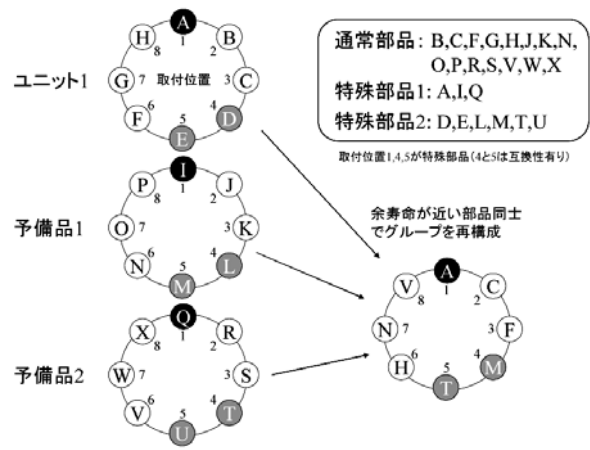 ユニット1
取付位置
A
1
B
2
C
3
D
4
E
5
F
6
G
7
H
8
予備品1
I
1
J
2
K
3
L
4
M
5
N
6
O
7
P
8
予備品2
Q
1
R
2
S
3
T
4
U
5
V
6
W
7
X
8
通常部品: B,C,F,G,H,J,K,N,
O,P,R,S,V,W,X
特殊部品1: A,I,Q
特殊部品2: D,E,L,M,T,U
取付位置1,4,5が特殊部品(4と5は互換性有り)
余寿命が近い部品同士
でグループを再構成
A
1
C
2
F
3
M
4
T
5
H
6
N
7
V
8